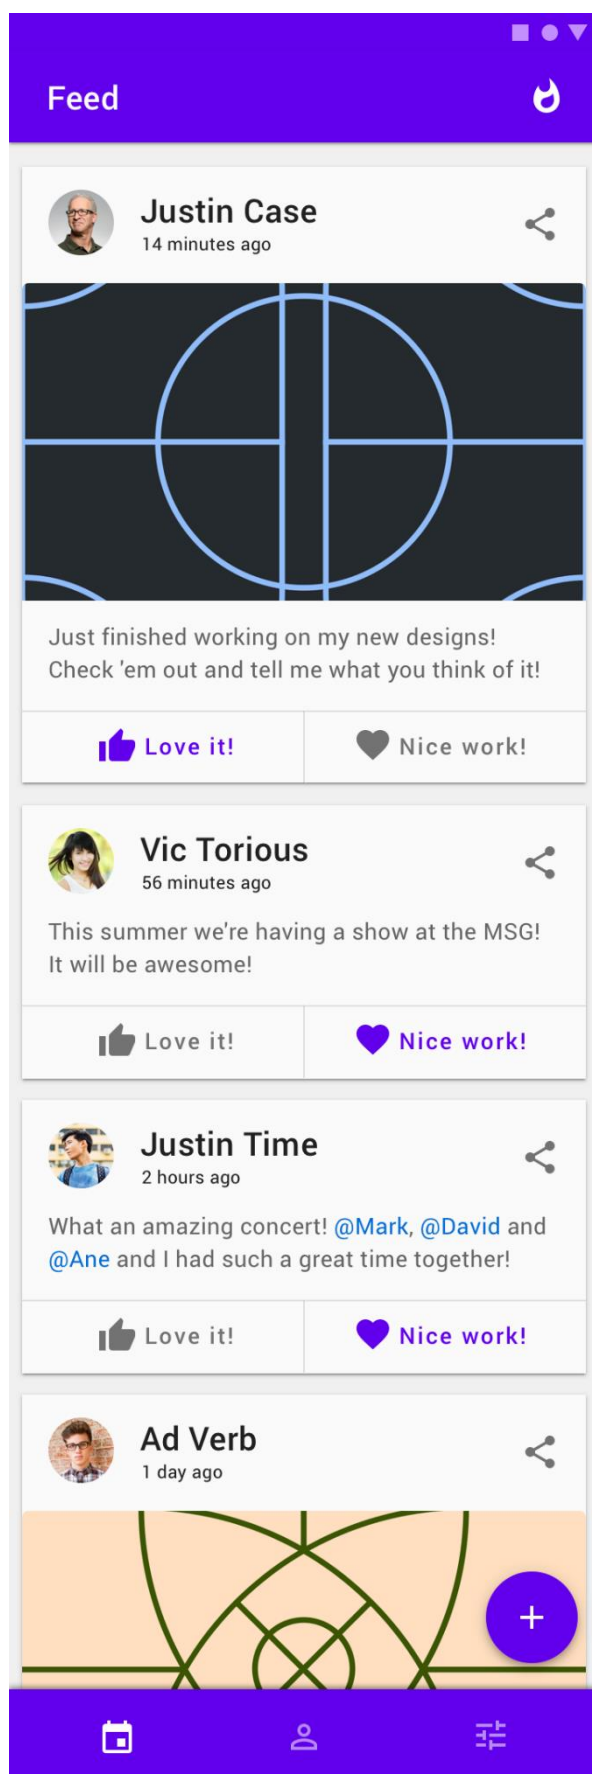 Feed
Justin Case
14 minutes ago
Just finished working on my new designs!
Check 'em out and tell me what you think of it!
Love it!
Nice work!
Vic Torious
56 minutes ago
This summer we're having a show at the MSG!
It will be awesome!
Love it!
Nice work!
Justin Time
2 hours ago
What an amazing concert! @Mark, @David and
@Ane and I had such a great time together!
Love it!
Nice work!
Ad Verb
1 day ago